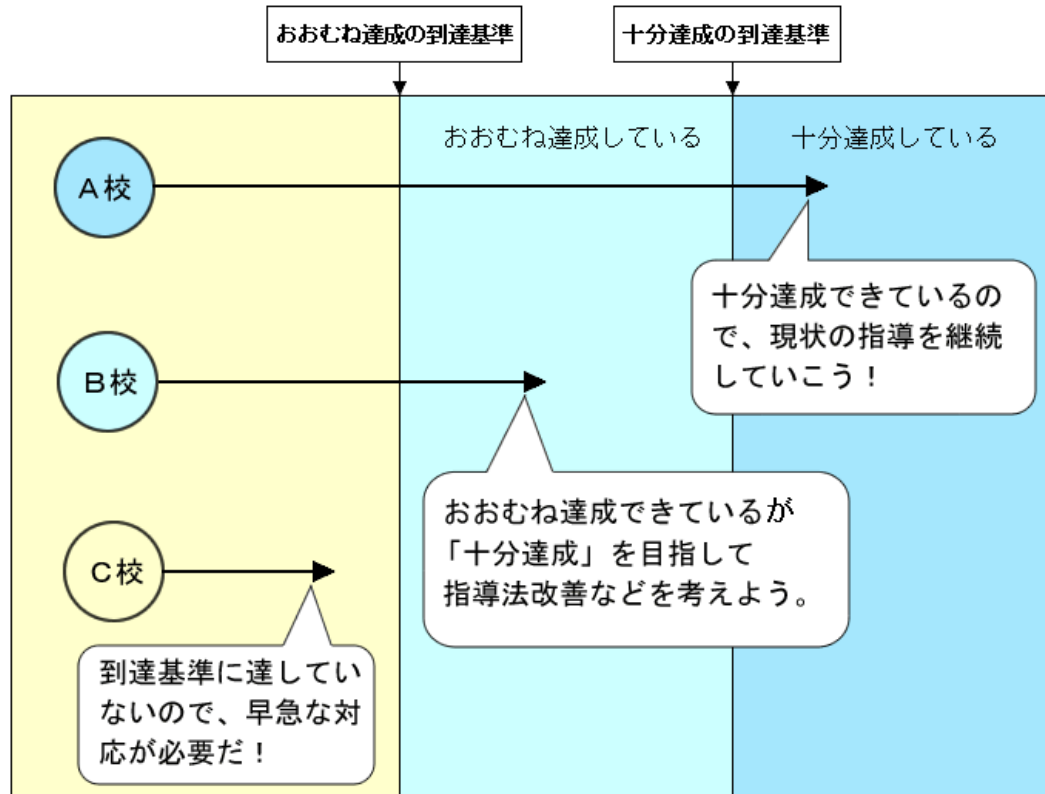 おおむね達成の到達基準
十分達成の到達基準
おおむね達成している
十分達成している
A校
十分達成できているの
で、現状の指導を継続
していこう！
B校
おおむね達成できているが
「十分達成」を目指して
指導法改善などを考えよう。
C校
到達基準に達してい
ないので、早急な対
応が必要だ！